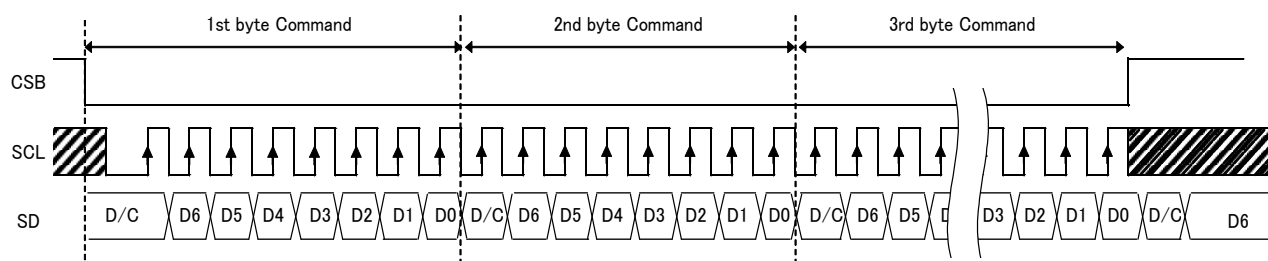 1st byte Command 2nd byte Command 3rd byte Command
CSB
SCL
SD D/C D6 D5 D4 D3 D2 D1 D0 D/C D6 D5 D4 D3 D2 D1 D0 D/C D6 D5 D3 D2 D1 D0 D/C D6